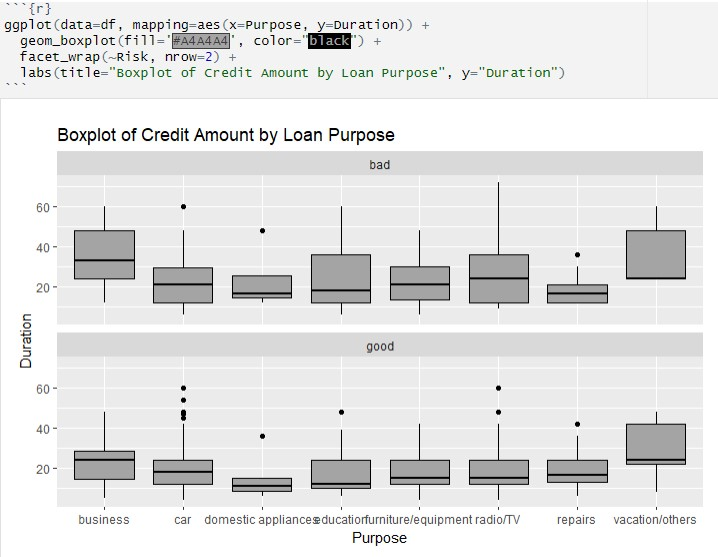 ```{r}
ggplot(data=df, mapping=aes(x=Purpose, y=Duration)) +
  geom_boxplot(fill='#A4A4A4', color="black") +
  facet_wrap(~Risk, nrow=2) +
  labs(title="Boxplot of Credit Amount by Loan Purpose", y="Duration")
```
Boxplot of Credit Amount by Loan Purpose
bad
60
40
20
Duration
good
60
40
20
business car domestic appliances education furniture/equipment radio/TV repairs vacation/others
Purpose